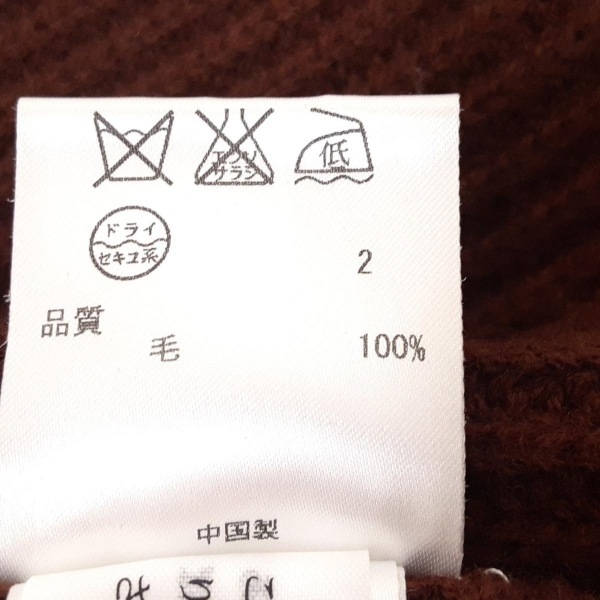 エンソ サラシ
低
ドライ
セキユ系
2
品質
毛 100%
中国製